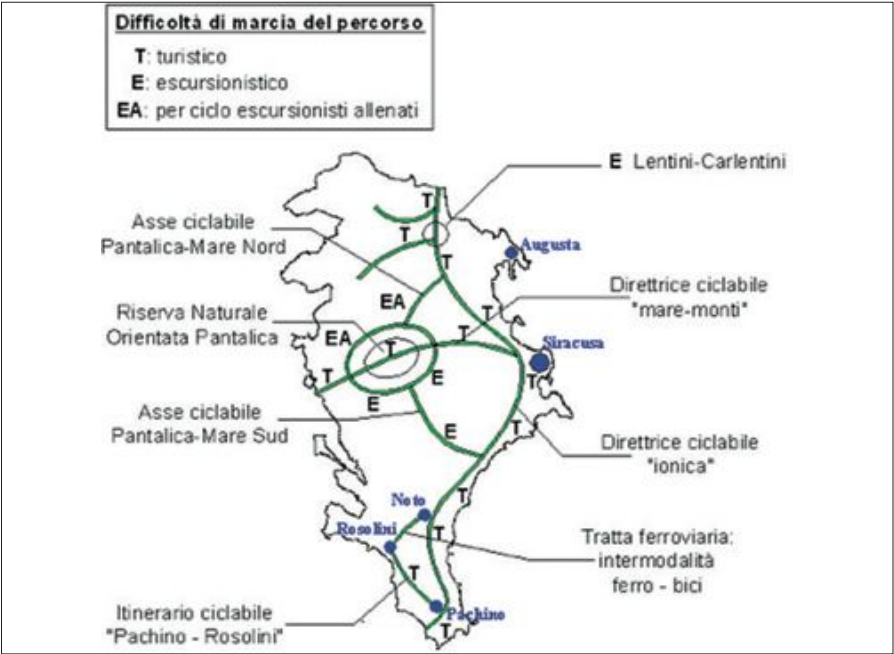 Difficoltà di marcia del percorso
T: turistico
E: escursionistico
EA: per ciclo escursionisti allenati
E Lentini-Carlentini
T
Asse ciclabile
Pantalica-Mare Nord
T
Augusta
T
Direttrice ciclabile
"mare-monti"
EA
Riserva Naturale
Orientata Pantalica
T
EA
T
T
Siracusa
T
E
T
E
Asse ciclabile
Pantalica-Mare Sud
E
T
Direttrice ciclabile
"ionica"
T
Noto
Rosolini
T
Tratta ferroviaria:
intermodalità
ferro - bici
T
Itinerario ciclabile
"Pachino - Rosolini"
Pachino
T